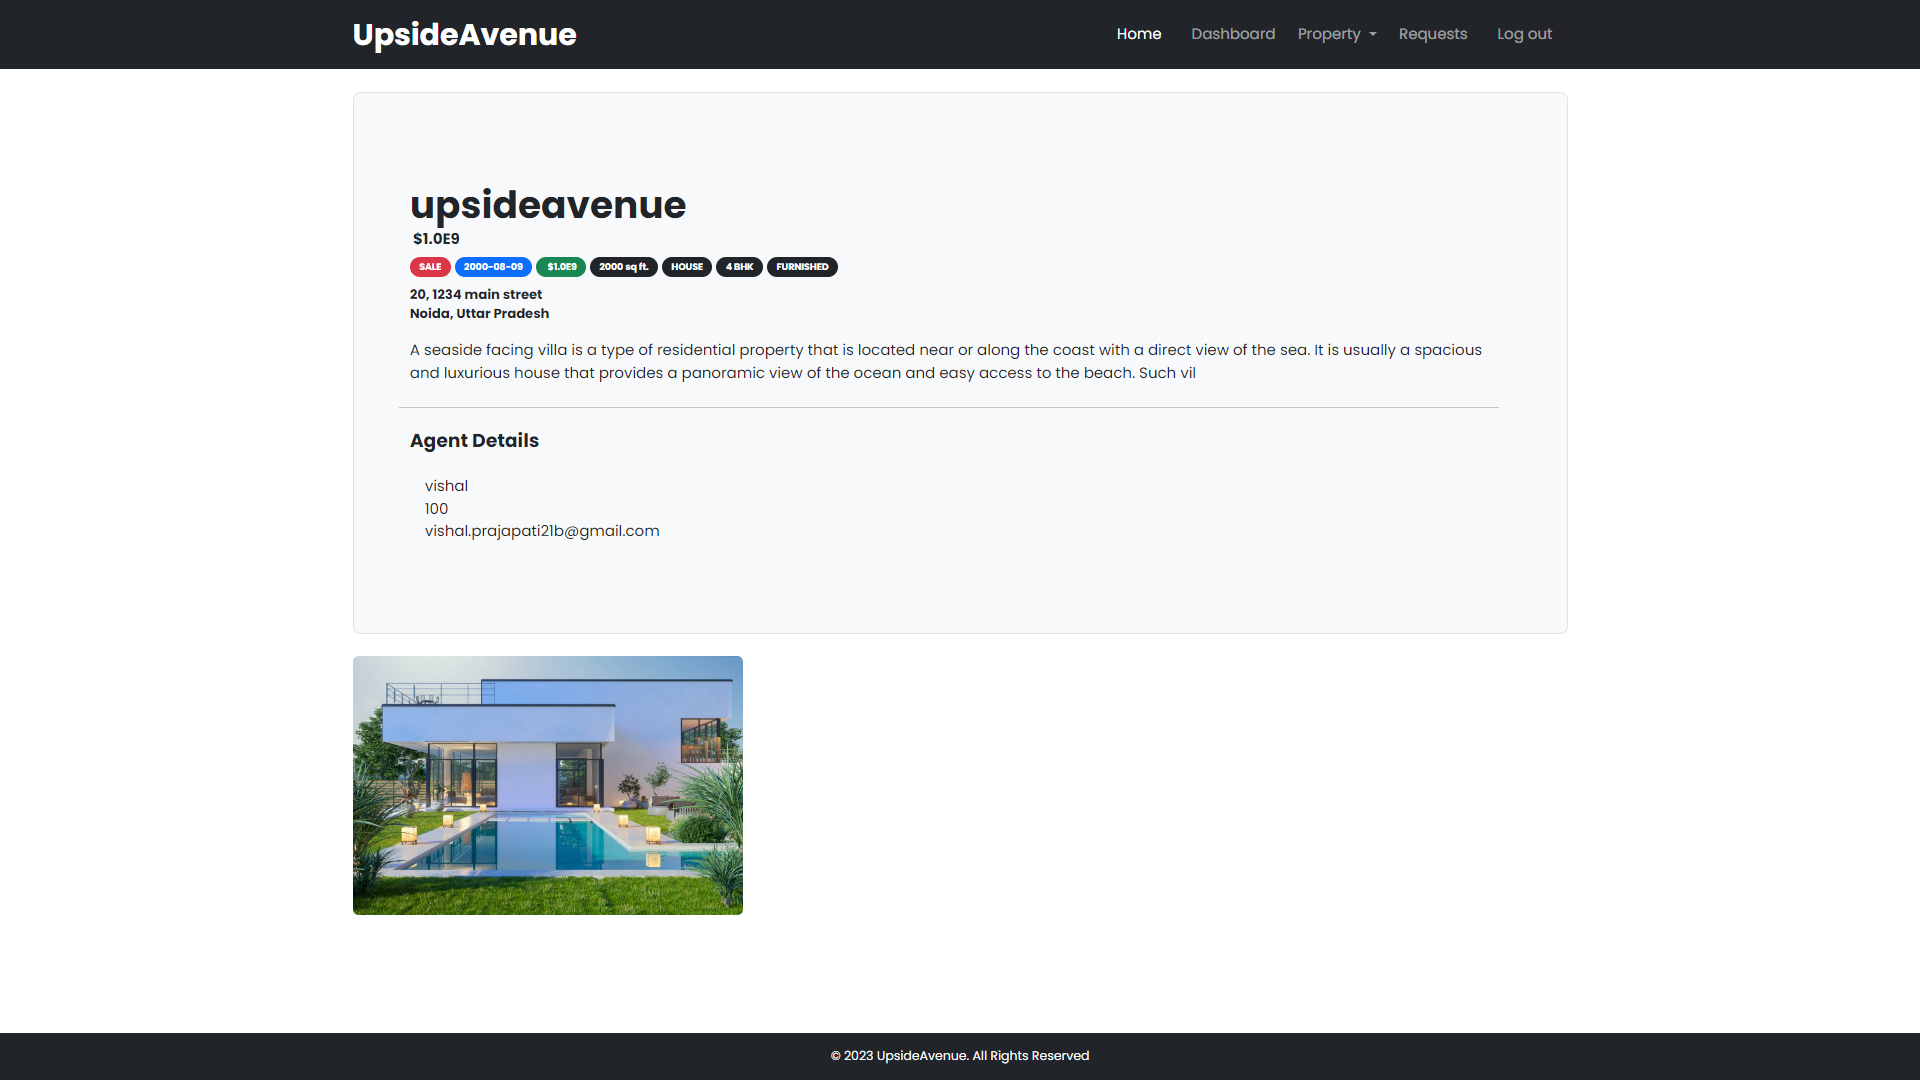 UpsideAvenue
Home Dashboard Property Requests Log out
upsideavenue
$1.0E9
SALE 2000-08-09 $1.0E9 2000 sq ft. HOUSE 4 BHK FURNISHED
20, 1234 main street
Noida, Uttar Pradesh
A seaside facing villa is a type of residential property that is located near or along the coast with a direct view of the sea. It is usually a spacious
and luxurious house that provides a panoramic view of the ocean and easy access to the beach. Such vil
Agent Details
vishal
100
vishal.prajapati21b@gmail.com
© 2023 UpsideAvenue. All Rights Reserved